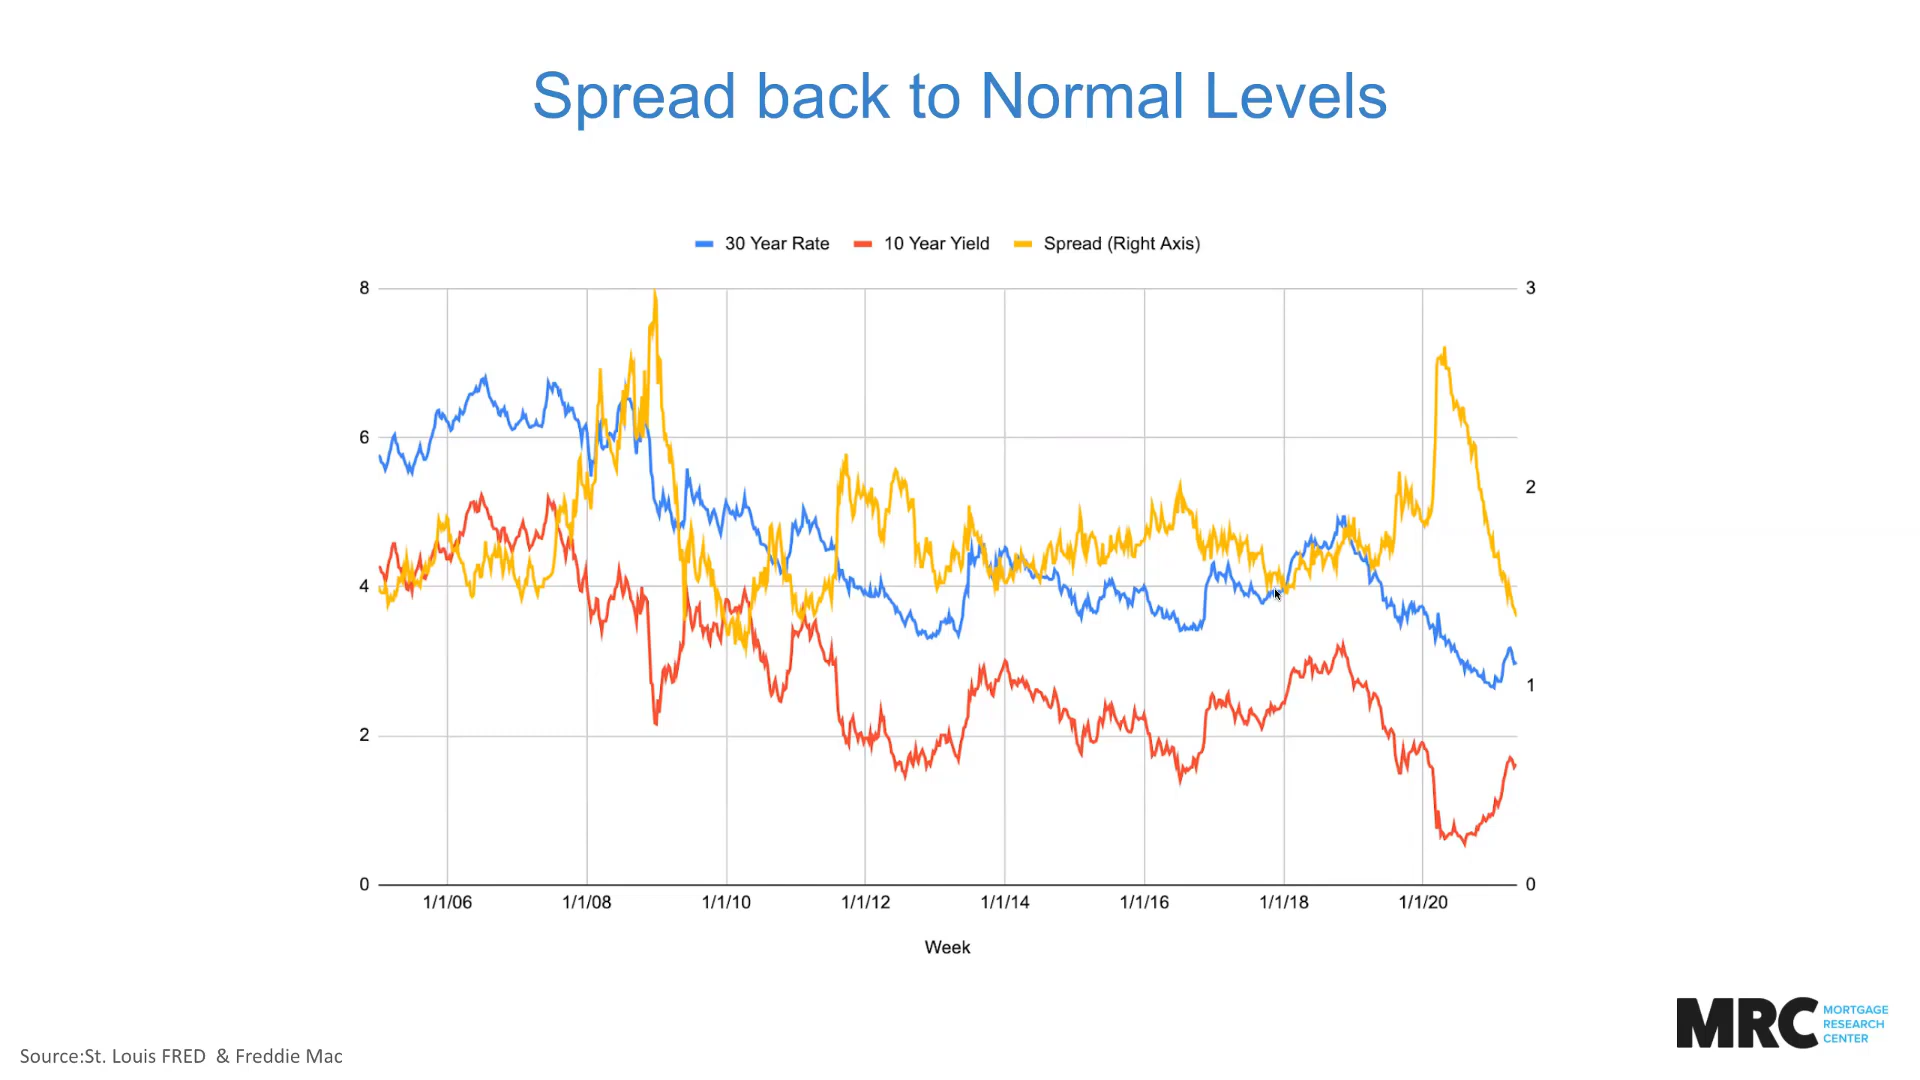 Spread back to Normal Levels
30 Year Rate 10 Year Yield Spread (Right Axis)
8 3
6
2
4
1
2
0 0
1/1/06 1/1/08 1/1/10 1/1/12 1/1/14 1/1/16 1/1/18 1/1/20
Week
MRC MORTGAGE
RESEARCH
CENTER
Source:St. Louis FRED & Freddie Mac